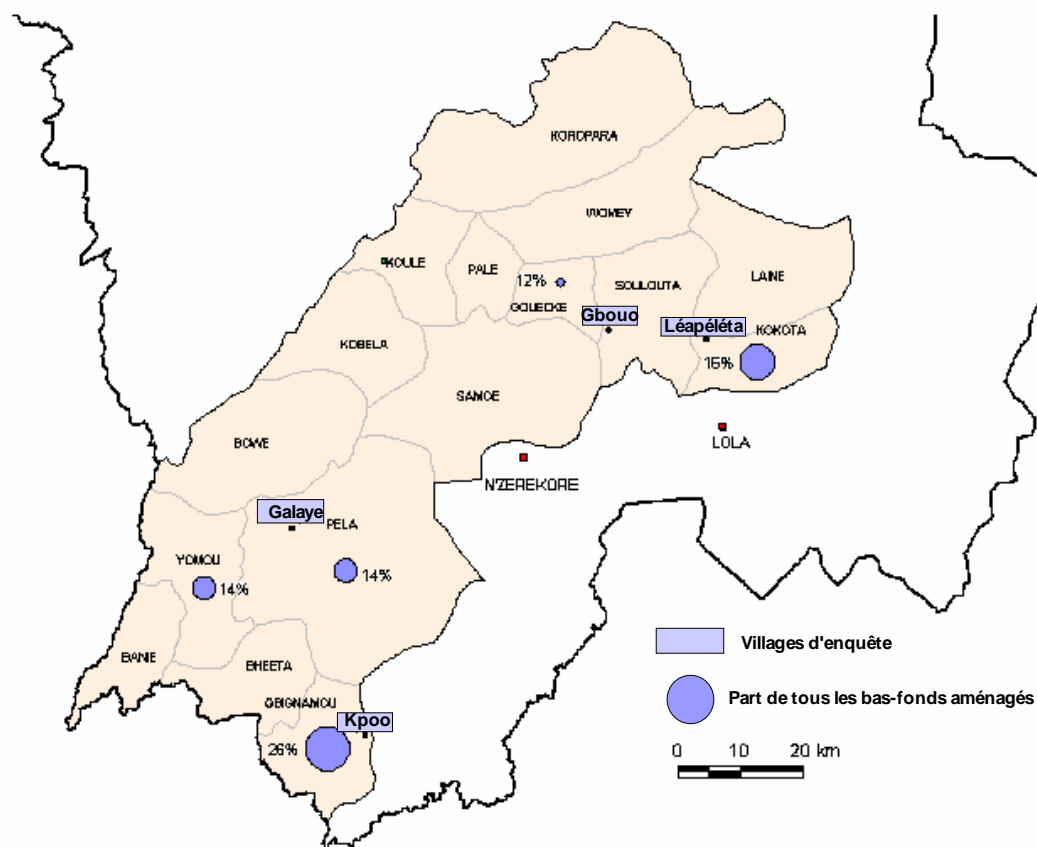 KOROPARA
WOMEY
KOULE
PALE
LAINE
12%
SOULOUTA
GOUECKE
Gbouo
Léapéléta
KOKOTA
KOBELA
16%
SAMOE
BOWE
LOLA
N'ZEREKORE
Galaye
PELA
YOMOU
14%
14%
Villages d'enquête
BANIE
BHEETA
GBIGNAMOU
Part de tous les bas-fonds aménagés
Kpoo
26%
0 10 20 km